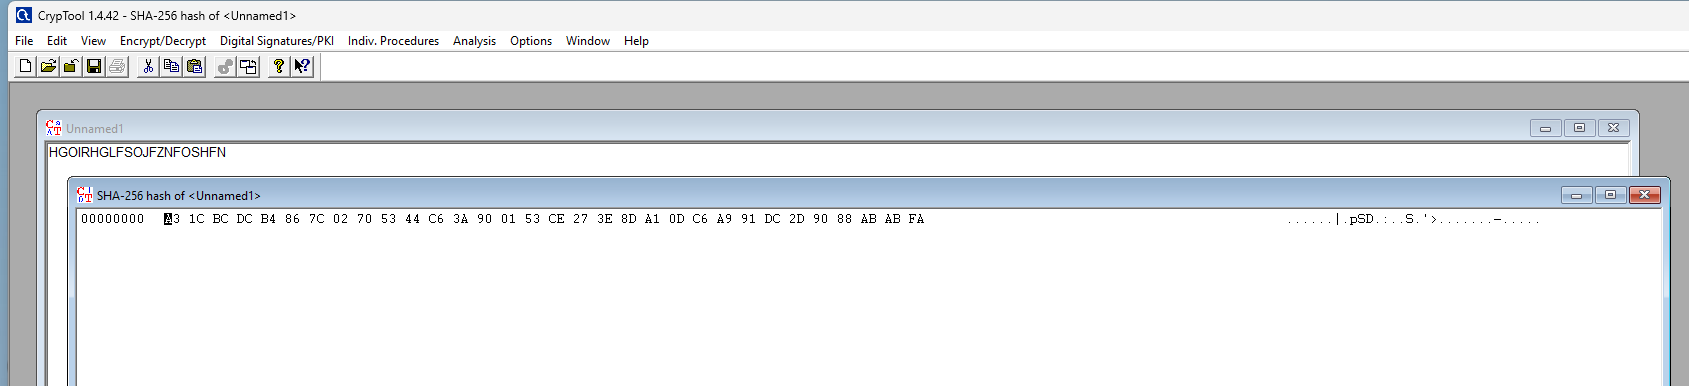 CrypTool 1.4.42 - SHA-256 hash of <Unnamed1>
File Edit View Encrypt/Decrypt Digital Signatures/PKI Indiv. Procedures Analysis Options Window Help
Unnamed1
HGOIRHGLFSOJFZNFOSHFN
SHA-256 hash of <Unnamed1>
00000000 A3 1C BC DC B4 86 7C 02 70 53 44 C6 3A 90 01 53 CE 27 3E 8D A1 0D C6 A9 91 DC 2D 90 88 AB AB FA ......|.pSD.:..S.'>.......-.....